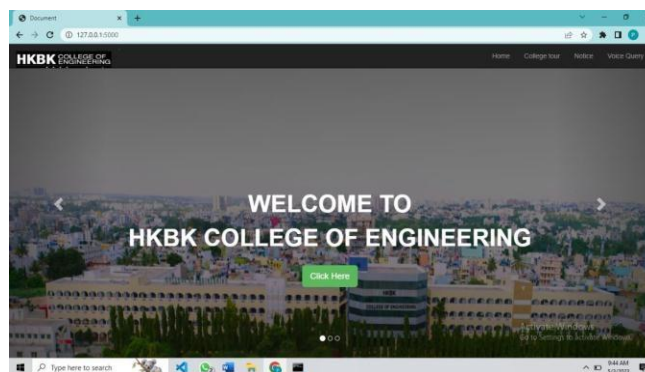 Document
127.0.0.1:5000
HKBK COLLEGE OF ENGINEERING
Home College tour Notice Voice Query
WELCOME TO
HKBK COLLEGE OF ENGINEERING
Click Here
HKBK
Activate Windows
Go to Settings to activate Windows.
Type here to search
9:44 AM